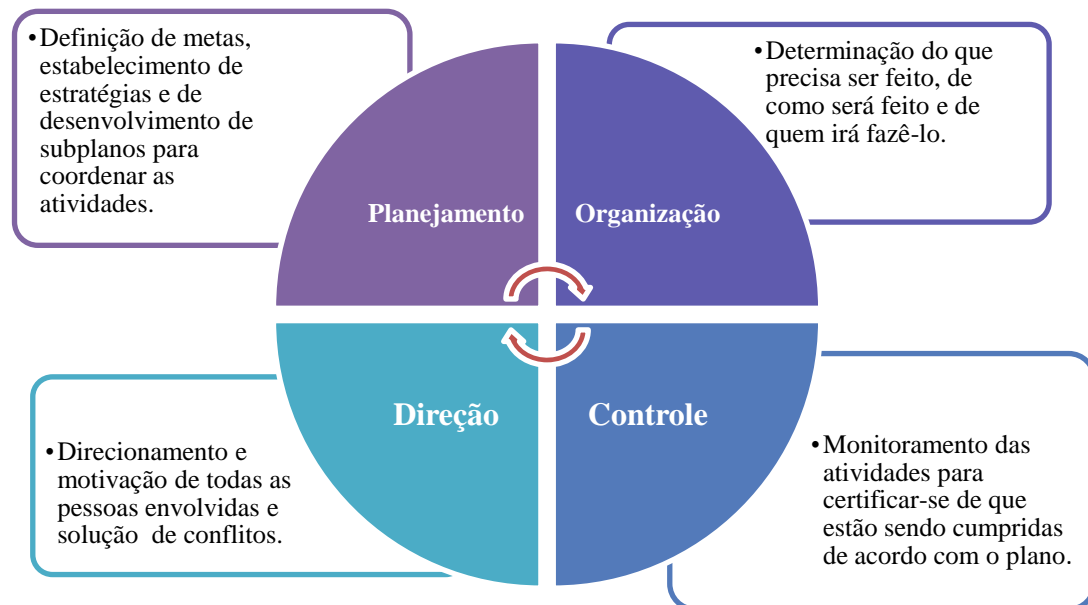 •Definição de metas,
estabelecimento de
estratégias e de
desenvolvimento de
subplanos para
coordenar as
atividades.
•Determinação do que
precisa ser feito, de
como será feito e de
quem irá fazê-lo.
Planejamento
Organização
Direção
Controle
•Direcionamento e
motivação de todas as
pessoas envolvidas e
solução de conflitos.
•Monitoramento das
atividades para
certificar-se de que
estão sendo cumpridas
de acordo com o plano.